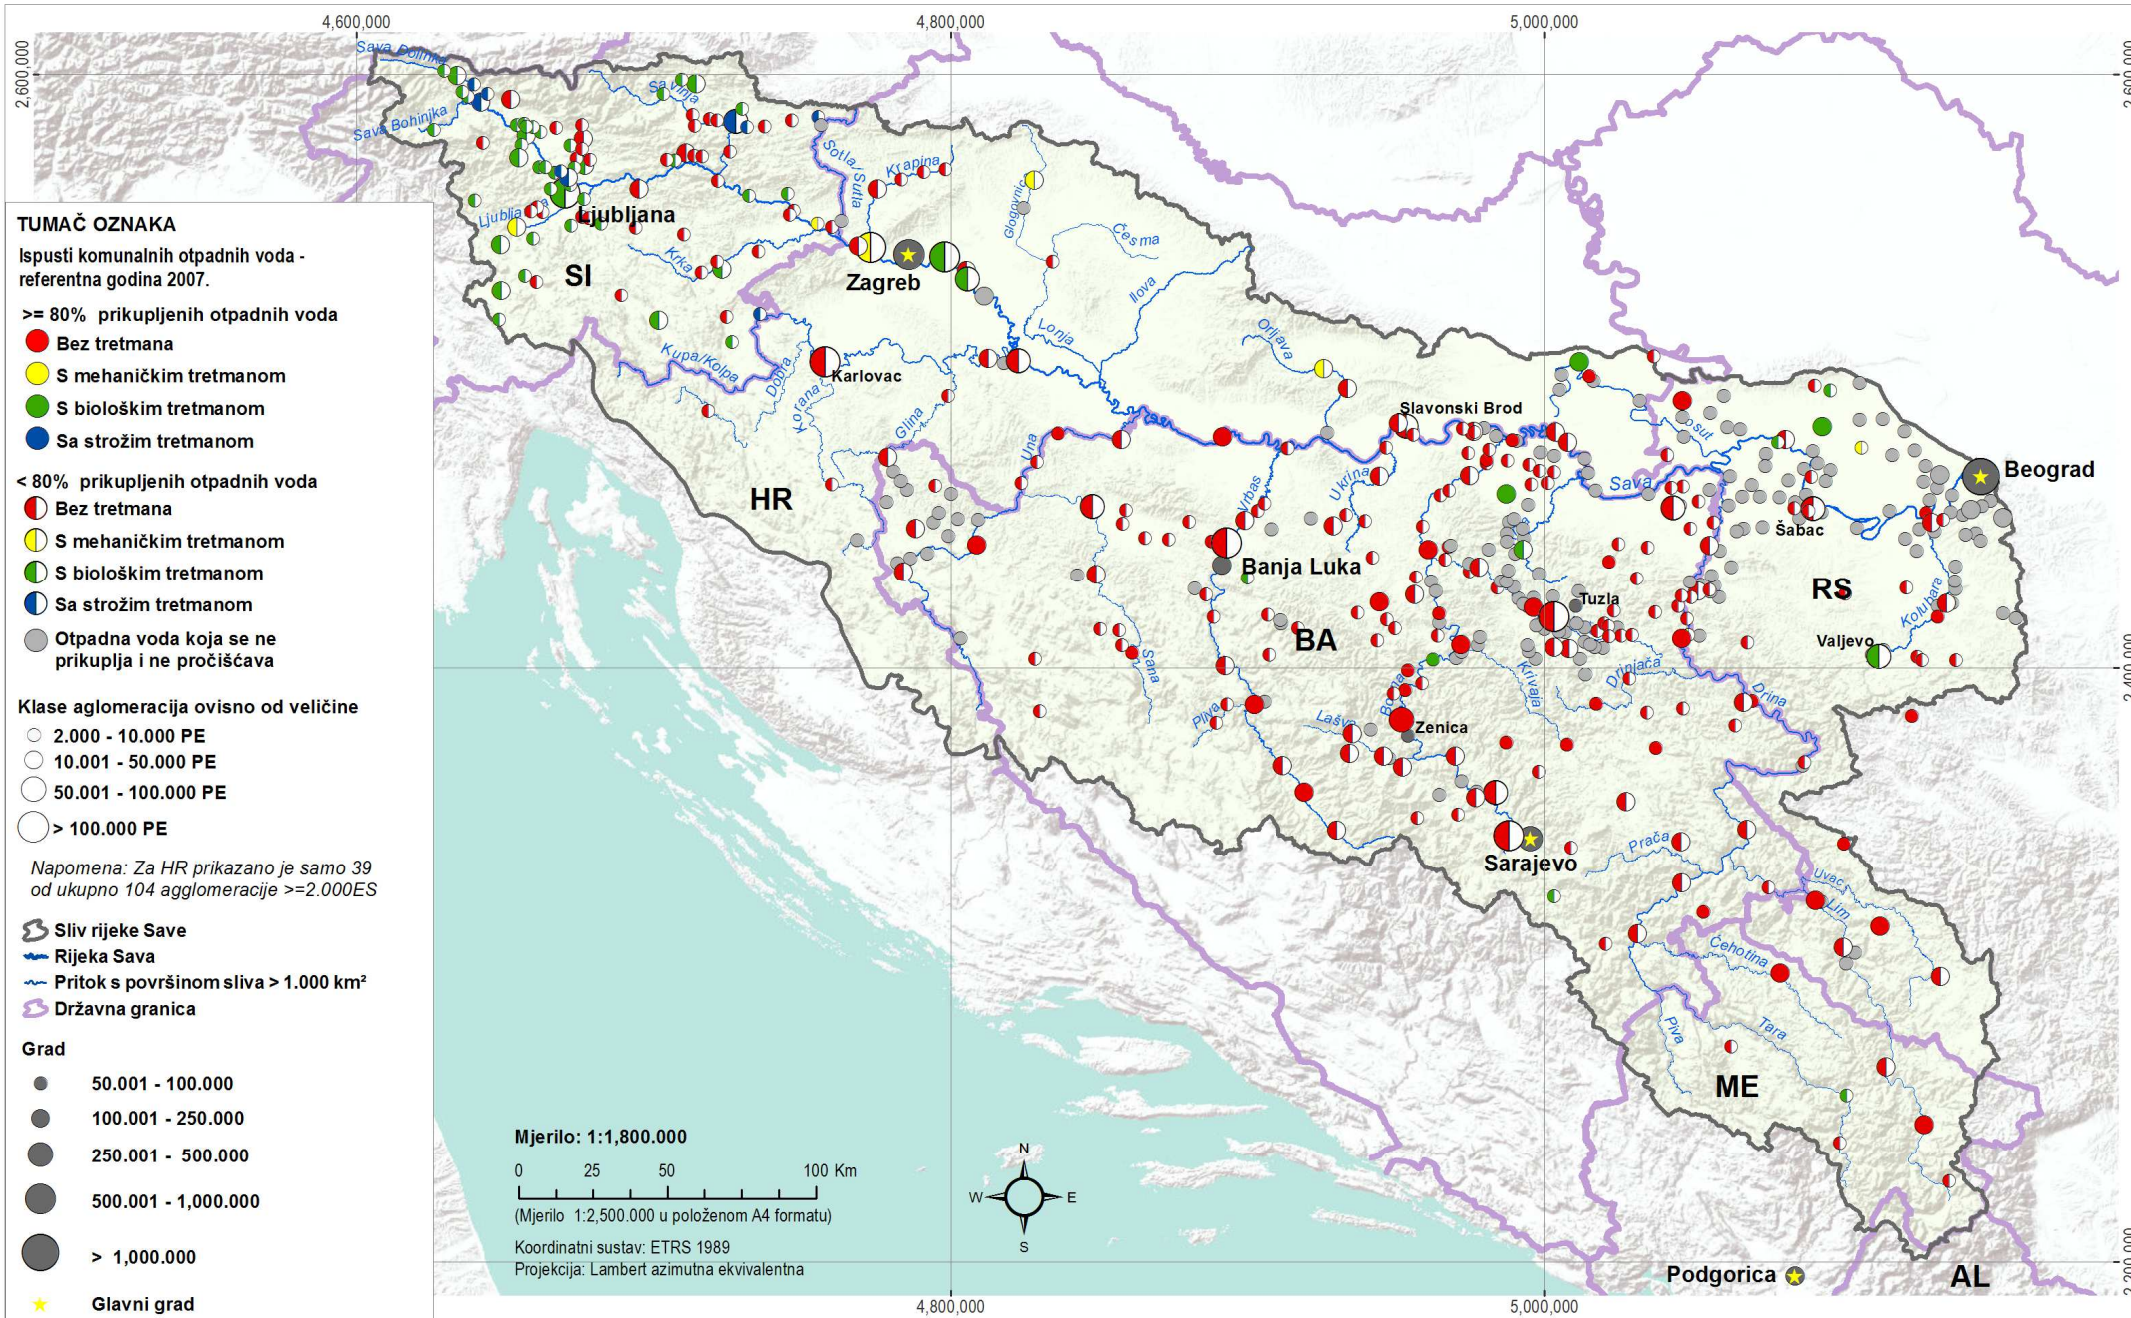 4,600,000
4,800,000
5,000,000
2,600,000
TUMAČ OZNAKA
Ispusti komunalnih otpadnih voda -
referentna godina 2007.
>= 80% prikupljenih otpadnih voda
Bez tretmana
S mehaničkim tretmanom
S biološkim tretmanom
Sa strožim tretmanom
< 80% prikupljenih otpadnih voda
Bez tretmana
S mehaničkim tretmanom
S biološkim tretmanom
Sa strožim tretmanom
Otpadna voda koja se ne
prikuplja i ne pročišćava
Klase aglomeracija ovisno od veličine
2.000 - 10.000 PE
10.001 - 50.000 PE
50.001 - 100.000 PE
> 100.000 PE
Napomena: Za HR prikazano je samo 39
od ukupno 104 agglomeracije >=2.000ES
Sliv rijeke Save
Rijeka Sava
Pritok s površinom sliva > 1.000 km²
Državna granica
Grad
50.001 - 100.000
100.001 - 250.000
250.001 - 500.000
500.001 - 1,000.000
> 1,000.000
Glavni grad
Sava Dolinka
Sava Bohinjka
Savinja
Sotla/Sutla
Krapina
Glogovnica
Česma
Ljubljana
SI
Krka
Zagreb
Ilova
Lonja
Orljava
Kupa/Kolpa
Dobra
Karlovac
Korana
Glina
Slavonski Brod
HR
Una
Vrbas
Ukrina
Sava
Beograd
Šabac
Banja Luka
Tuzla
RS
Kolubara
BA
Valjevo
Sana
Bosna
Krivaja
Drinjača
Drina
Pliva
Lašva
Zenica
Sarajevo
Prača
Uvac
Lim
Čehotina
Piva
Tara
ME
Podgorica
AL
Mjerilo: 1:1,800.000
0 25 50 100 Km
(Mjerilo 1:2,500.000 u položenom A4 formatu)
Koordinatni sustav: ETRS 1989
Projekcija: Lambert azimutna ekvivalentna
N
W E
S
4,800,000
5,000,000